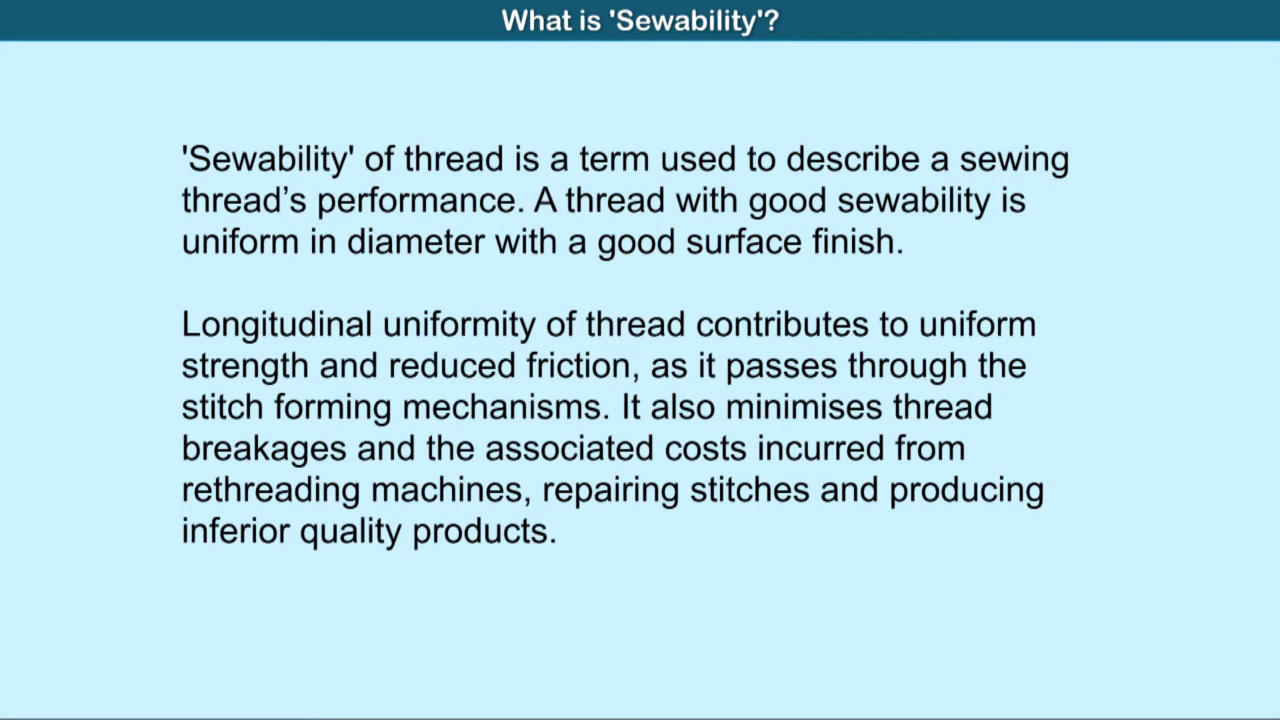 What is 'Sewability'?
'Sewability' of thread is a term used to describe a sewing
thread’s performance. A thread with good sewability is
uniform in diameter with a good surface finish.
Longitudinal uniformity of thread contributes to uniform
strength and reduced friction, as it passes through the
stitch forming mechanisms. It also minimises thread
breakages and the associated costs incurred from
rethreading machines, repairing stitches and producing
inferior quality products.